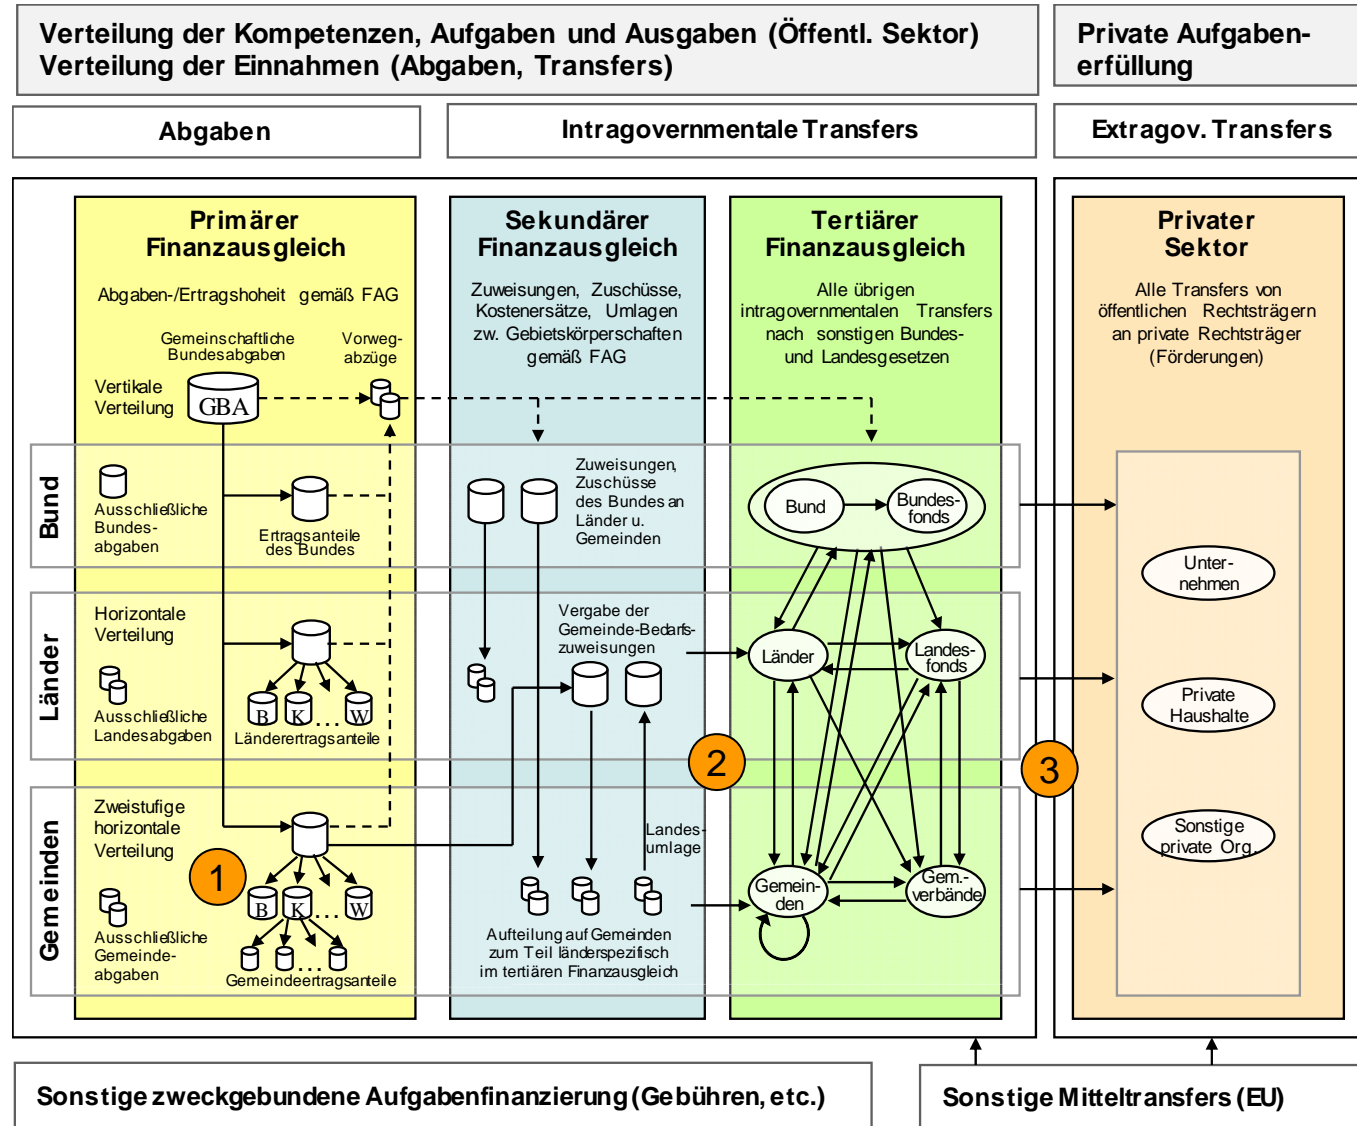 Verteilung der Kompetenzen, Aufgaben und Ausgaben (Öffentl. Sektor)
Verteilung der Einnahmen (Abgaben, Transfers)
Private Aufgaben-
erfüllung
Abgaben
Intragovernmentale Transfers
Extragov. Transfers
Primärer
Finanzausgleich
Abgaben-/Ertragshoheit gemäß FAG
Gemeinschaftliche
Bundesabgaben
Vorweg-
abzüge
Vertikale
Verteilung
GBA
Sekundärer
Finanzausgleich
Zuweisungen, Zuschüsse,
Kostenersätze, Umlagen
zw. Gebietskörperschaften
gemäß FAG
Tertiärer
Finanzausgleich
Alle übrigen
intragovernmentalen Transfers
nach sonstigen Bundes-
und Landesgesetzen
Privater
Sektor
Alle Transfers von
öffentlichen Rechtsträgern
an private Rechtsträger
(Förderungen)
Bund
Ausschließliche
Bundes-
abgaben
Ertragsanteile
des Bundes
Zuweisungen,
Zuschüsse
des Bundes an
Länder u.
Gemeinden
Bund
Bundes-
fonds
Unter-
nehmen
Länder
Horizontale
Verteilung
Ausschließliche
Landesabgaben
B K ... W
Länderertragsanteile
Vergabe der
Gemeinde-Bedarfs-
zuweisungen
Länder
Landes-
fonds
Private
Haushalte
2
3
Gemeinden
Zweistufige
horizontale
Verteilung
1
Ausschließliche
Gemeinde-
abgaben
B K ... W
...
Gemeindeertragsanteile
Landes-
umlage
Aufteilung auf Gemeinden
zum Teil länderspezifisch
im tertiären Finanzausgleich
Gemein-
den
Gem.-
verbände
Sonstige
private Org.
Sonstige zweckgebundene Aufgabenfinanzierung (Gebühren, etc.)
Sonstige Mitteltransfers (EU)